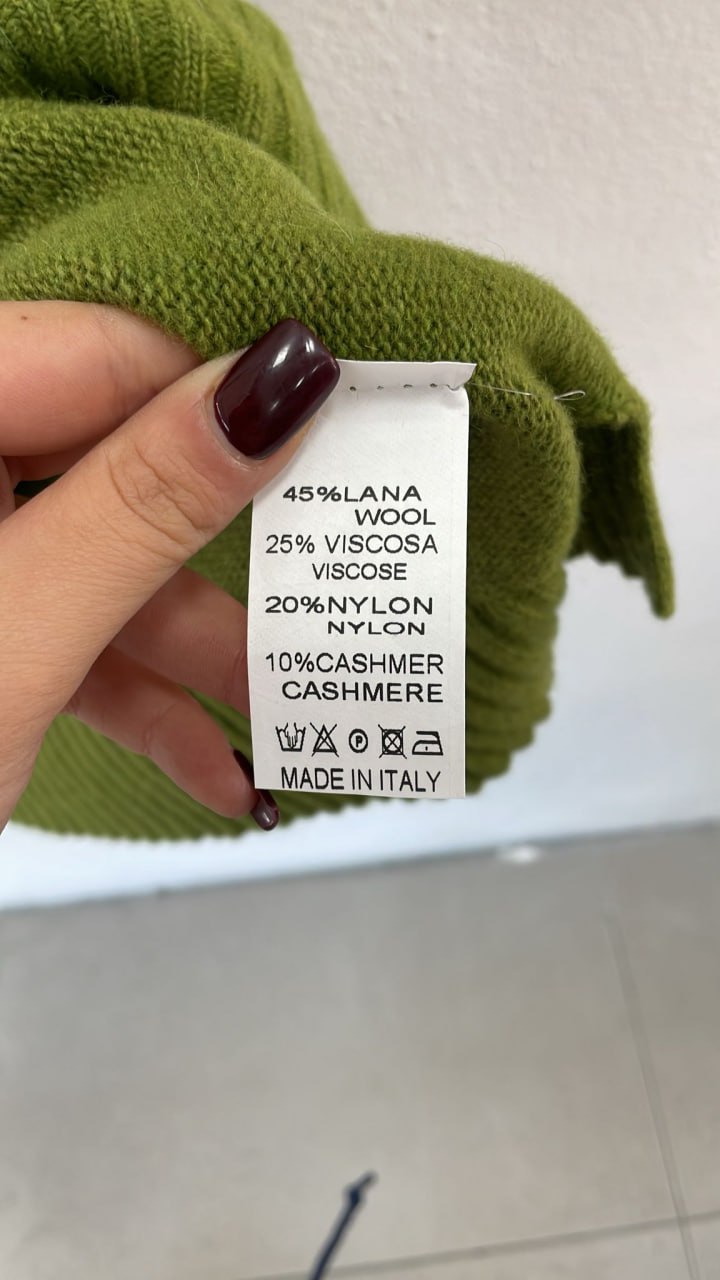 45%LANA
WOOL
25% VISCOSA
VISCOSE
20%NYLON
NYLON
10%CASHMER
CASHMERE
P
MADE IN ITALY